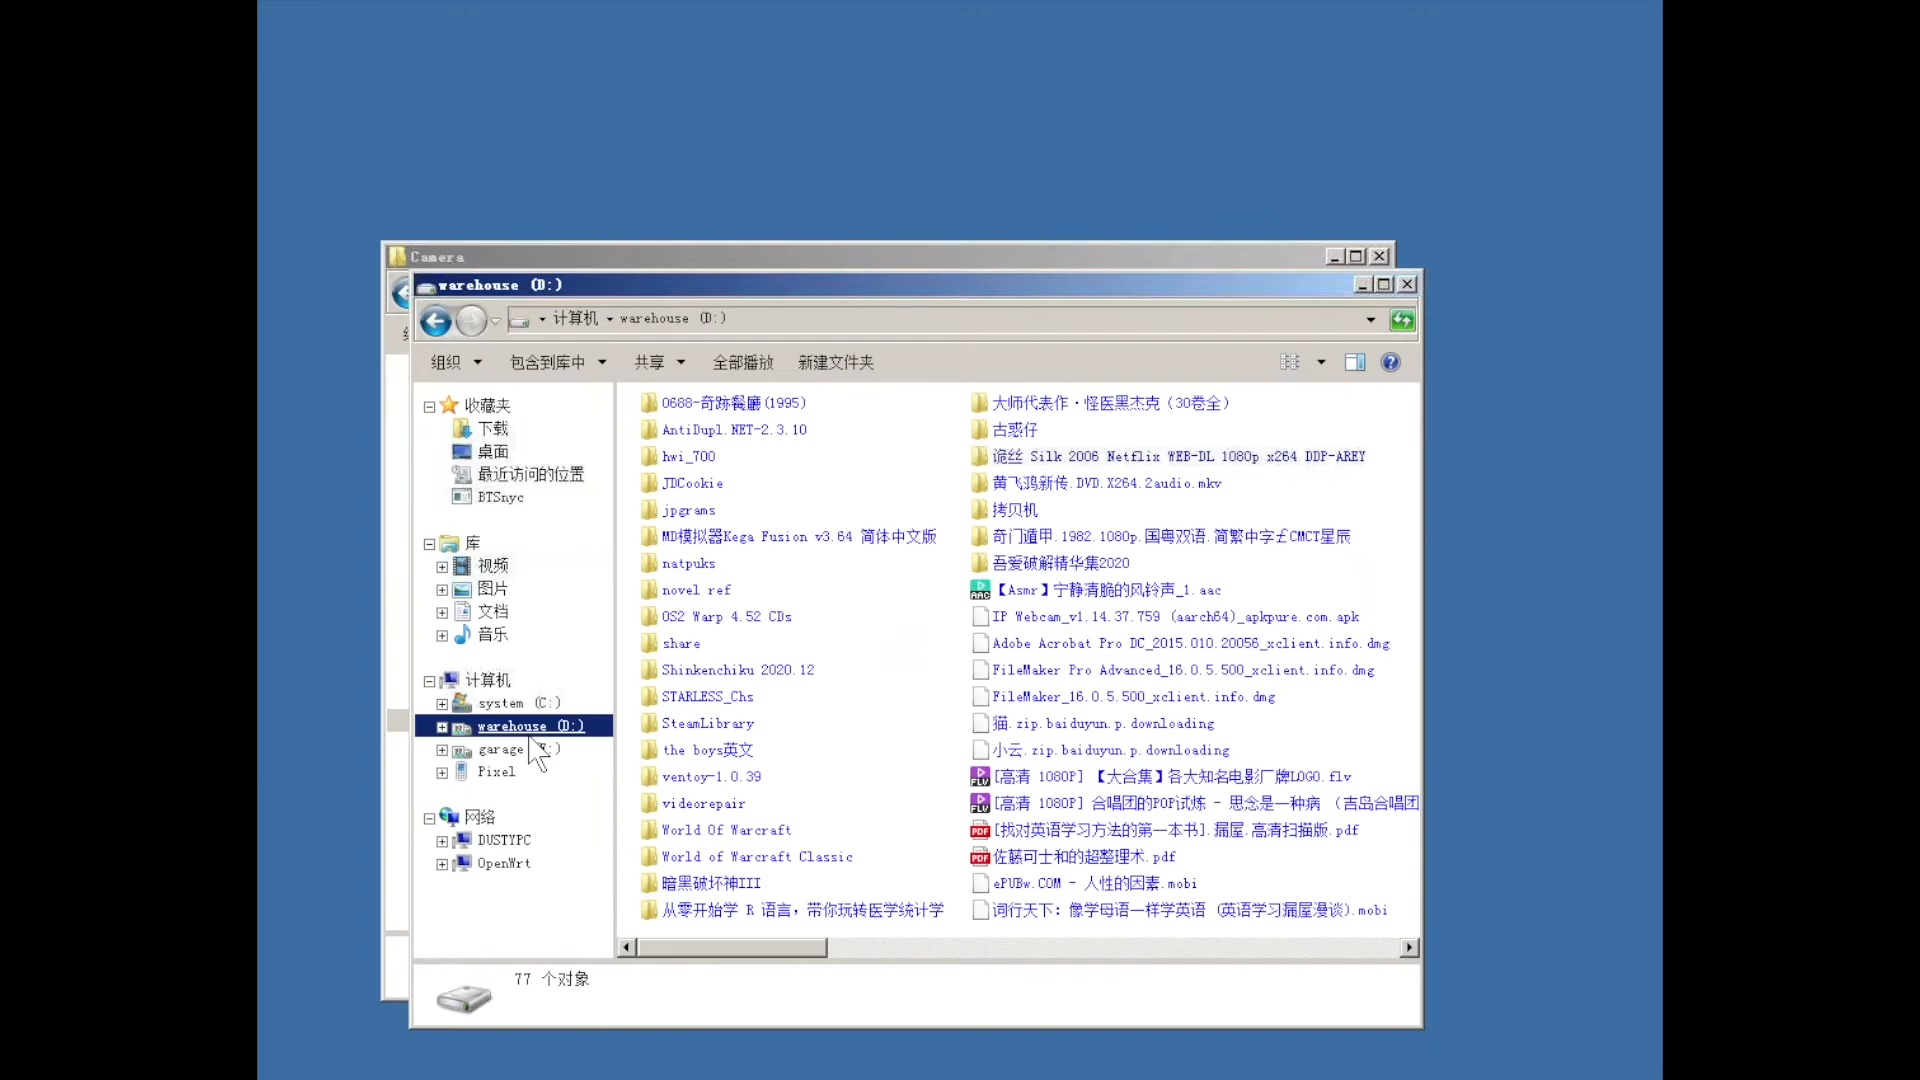 Camera
warehouse (D:)
计算机 warehouse (D:)
组织 包含到库中 共享 全部播放 新建文件夹
收藏夹
下载
桌面
最近访问的位置
BTSnyc
库
视频
图片
文档
音乐
计算机
system (C:)
warehouse (D:)
garage
Pixel
网络
DUSTYPC
OpenWrt
0688-奇跡餐廳(1995)
AntiDupl.NET-2.3.10
hwi_700
JDCookie
jpgrams
MD模拟器Kega Fusion v3.64 简体中文版
natpuks
novel ref
OS2 Warp 4.52 CDs
share
Shinkenchiku 2020.12
STARLESS_Chs
SteamLibrary
the boys英文
ventoy-1.0.39
videorepair
World Of Warcraft
World of Warcraft Classic
暗黑破坏神III
从零开始学 R 语言，带你玩转医学统计学
大师代表作·怪医黑杰克（30卷全）
古惑仔
诡丝 Silk 2006 Netflix WEB-DL 1080p x264 DDP-AREY
黄飞鸿新传.DVD.X264.2audio.mkv
拷贝机
奇门遁甲.1982.1080p.国粤双语.简繁中字￡CMCT星辰
吾爱破解精华集2020
【Asmr】宁静清脆的风铃声_1.aac
IP Webcam_v1.14.37.759 (aarch64)_apkpure.com.apk
Adobe Acrobat Pro DC_2015.010.20056_xclient.info.dmg
FileMaker Pro Advanced_16.0.5.500_xclient.info.dmg
FileMaker_16.0.5.500_xclient.info.dmg
猫.zip.baiduyun.p.downloading
小云.zip.baiduyun.p.downloading
[高清 1080P] 【大合集】各大知名电影厂牌LOGO.flv
[高清 1080P] 合唱团的POP试炼 - 思念是一种病 （吉岛合唱团
[找对英语学习方法的第一本书].漏屋.高清扫描版.pdf
佐藤可士和的超整理术.pdf
ePUBw.COM - 人性的因素.mobi
词行天下：像学母语一样学英语 (英语学习漏屋漫谈).mobi
77 个对象